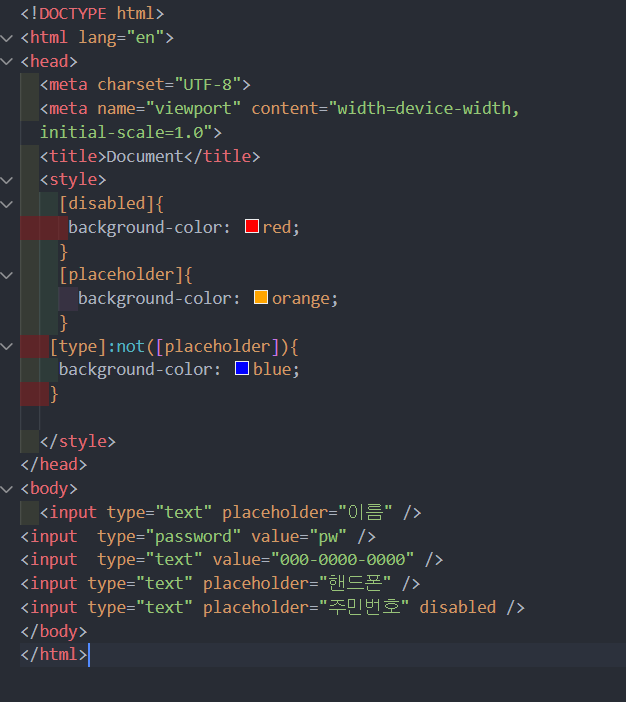 <!DOCTYPE html>
<html lang="en">
<head>
<meta charset="UTF-8">
<meta name="viewport" content="width=device-width,
initial-scale=1.0">
<title>Document</title>
<style>
[disabled]{
background-color: red;
}
[placeholder]{
background-color: orange;
}
[type]:not([placeholder]){
background-color: blue;
}
</style>
</head>
<body>
<input type="text" placeholder="이름" />
<input  type="password" value="pw" />
<input  type="text" value="000-0000-0000" />
<input type="text" placeholder="핸드폰" />
<input type="text" placeholder="주민번호" disabled />
</body>
</html>